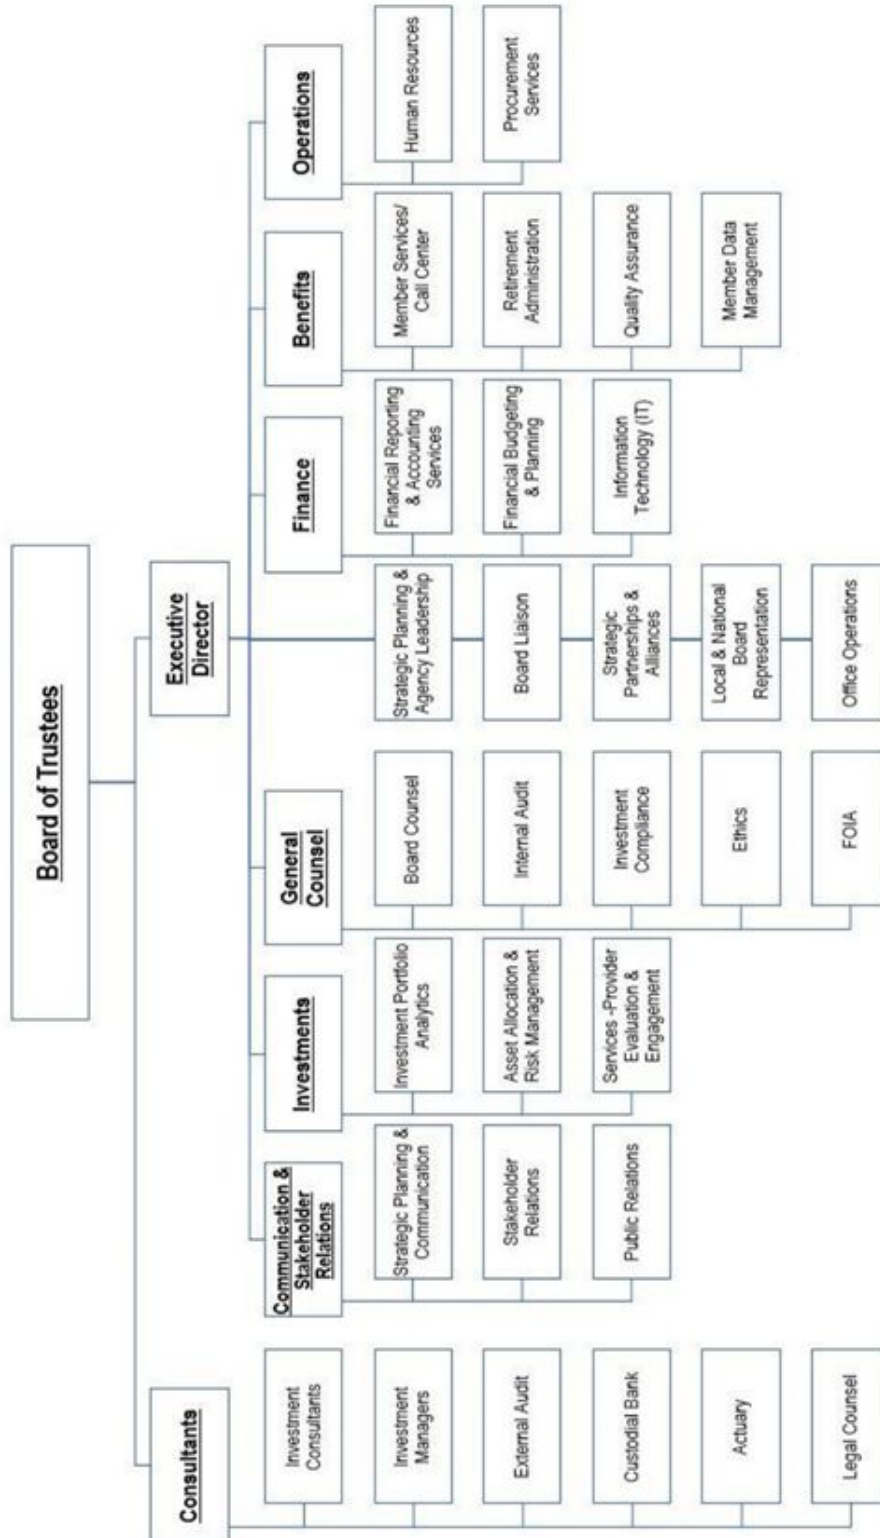 Board of Trustees
Consultants
Executive
Director
Investment
Consultants
Investment
Managers
External Audit
Custodial Bank
Actuary
Legal Counsel
Communication &
Stakeholder
Relations
Strategic Planning &
Communication
Stakeholder
Relations
Public Relations
Investments
Investment Portfolio
Analytics
Asset Allocation &
Risk Management
Services -Provider
Evaluation &
Engagement
General
Counsel
Board Counsel
Internal Audit
Investment
Compliance
Ethics
FOIA
Strategic Planning &
Agency Leadership
Board Liaison
Strategic
Partnerships &
Alliances
Local & National
Board
Representation
Office Operations
Finance
Financial Reporting
& Accounting
Services
Financial Budgeting
& Planning
Information
Technology (IT)
Benefits
Member Services/
Call Center
Retirement
Administration
Quality Assurance
Member Data
Management
Operations
Human Resources
Procurement
Services